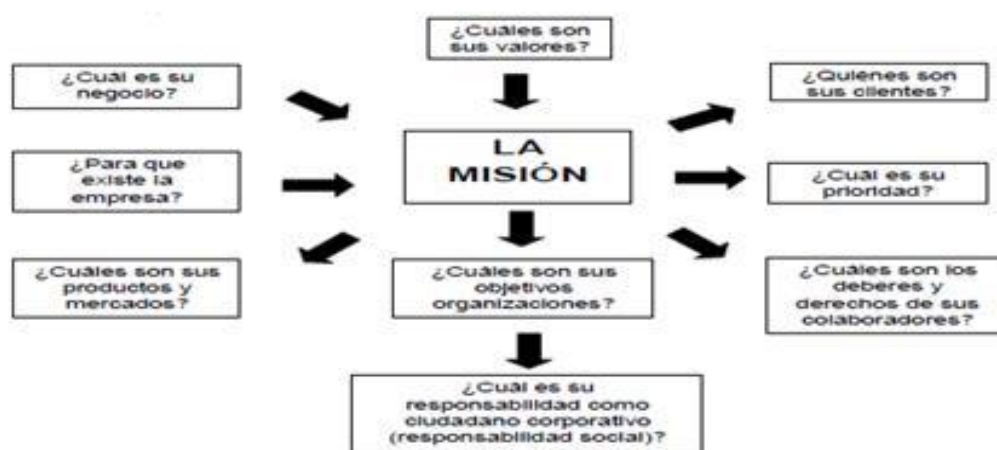 ¿Cuáles son
sus valores?
¿Cuál es su
negocio?
¿Quiénes son
sus clientes?
LA
MISIÓN
¿Para que
existe la
empresa?
¿Cuál es su
prioridad?
¿Cuáles son sus
productos y
mercados?
¿Cuáles son sus
objetivos
organizaciones?
¿Cuáles son los
deberes y
derechos de sus
colaboradores?
¿Cuál es su
responsabilidad como
ciudadano corporativo
(responsabilidad social)?